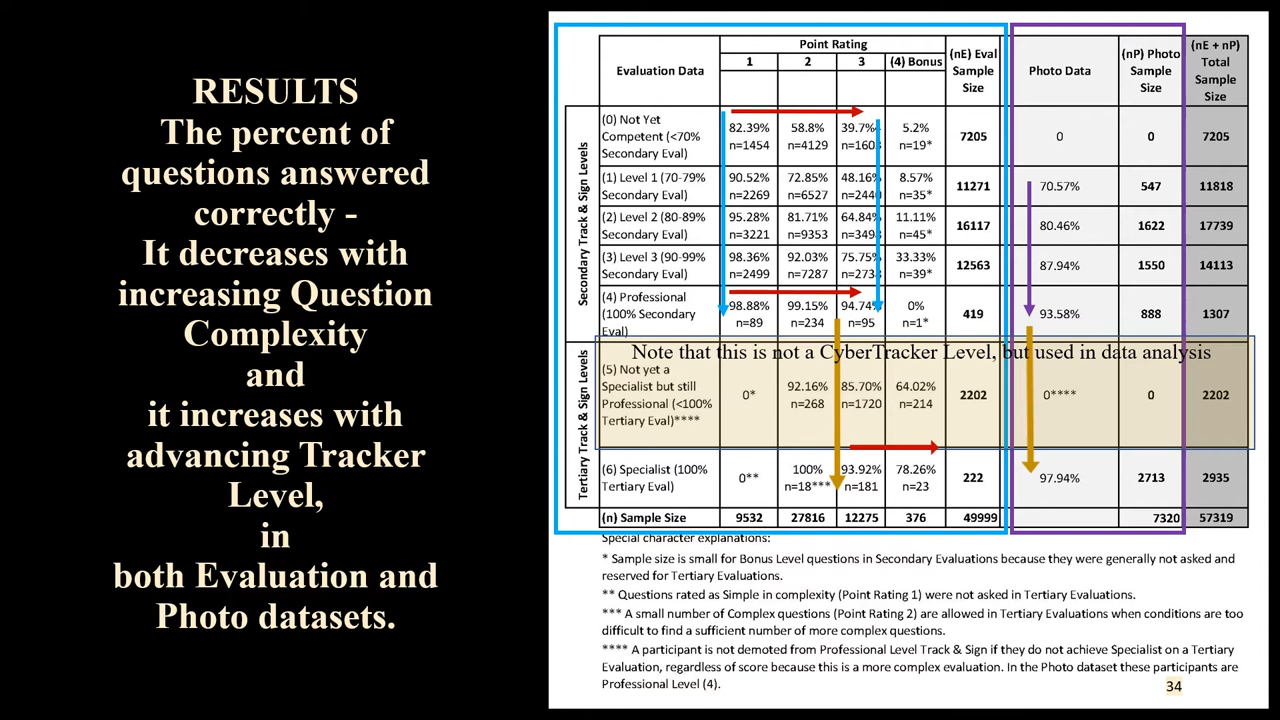 RESULTS
The percent of
questions answered
correctly -
It decreases with
increasing Question
Complexity
and
it increases with
advancing Tracker
Level,
in
both Evaluation and
Photo datasets.
Evaluation Data
Point Rating
1 2 3 (4) Bonus
(nE) Eval
Sample
Size
Photo Data
(nP) Photo
Sample
Size
(nE + nP)
Total
Sample
Size
Secondary Track & Sign Levels
(0) Not Yet
Competent (<70%
Secondary Eval)
82.39% 58.8% 39.7% 5.2%
n=1454 n=4129 n=1603 n=19*
7205 0 0 7205
(1) Level 1 (70-79%
Secondary Eval)
90.52% 72.85% 48.16% 8.57%
n=2269 n=6527 n=2440 n=35*
11271 70.57% 547 11818
(2) Level 2 (80-89%
Secondary Eval)
95.28% 81.71% 64.84% 11.11%
n=3221 n=9353 n=3498 n=45*
16117 80.46% 1622 17739
(3) Level 3 (90-99%
Secondary Eval)
98.36% 92.03% 75.75% 33.33%
n=2499 n=7287 n=2738 n=39*
12563 87.94% 1550 14113
(4) Professional
(100% Secondary
Eval)
98.88% 99.15% 94.74% 0%
n=89 n=234 n=95 n=1*
419 93.58% 888 1307
Note that this is not a CyberTracker Level, but used in data analysis
Tertiary Track & Sign Levels
(5) Not yet a
Specialist but still
Professional (<100%
Tertiary Eval)****
0* 92.16% 85.70% 64.02%
n=268 n=1720 n=214
2202 0**** 0 2202
(6) Specialist (100%
Tertiary Eval)
0** 100% 93.92% 78.26%
n=18*** n=181 n=23
222 97.94% 2713 2935
(n) Sample Size 9532 27816 12275 376 49999 7320 57319
Special character explanations:
* Sample size is small for Bonus Level questions in Secondary Evaluations because they were generally not asked and
reserved for Tertiary Evaluations.
** Questions rated as Simple in complexity (Point Rating 1) were not asked in Tertiary Evaluations.
*** A small number of Complex questions (Point Rating 2) are allowed in Tertiary Evaluations when conditions are too
difficult to find a sufficient number of more complex questions.
**** A participant is not demoted from Professional Level Track & Sign if they do not achieve Specialist on a Tertiary
Evaluation, regardless of score because this is a more complex evaluation. In the Photo dataset these participants are
Professional Level (4).
34